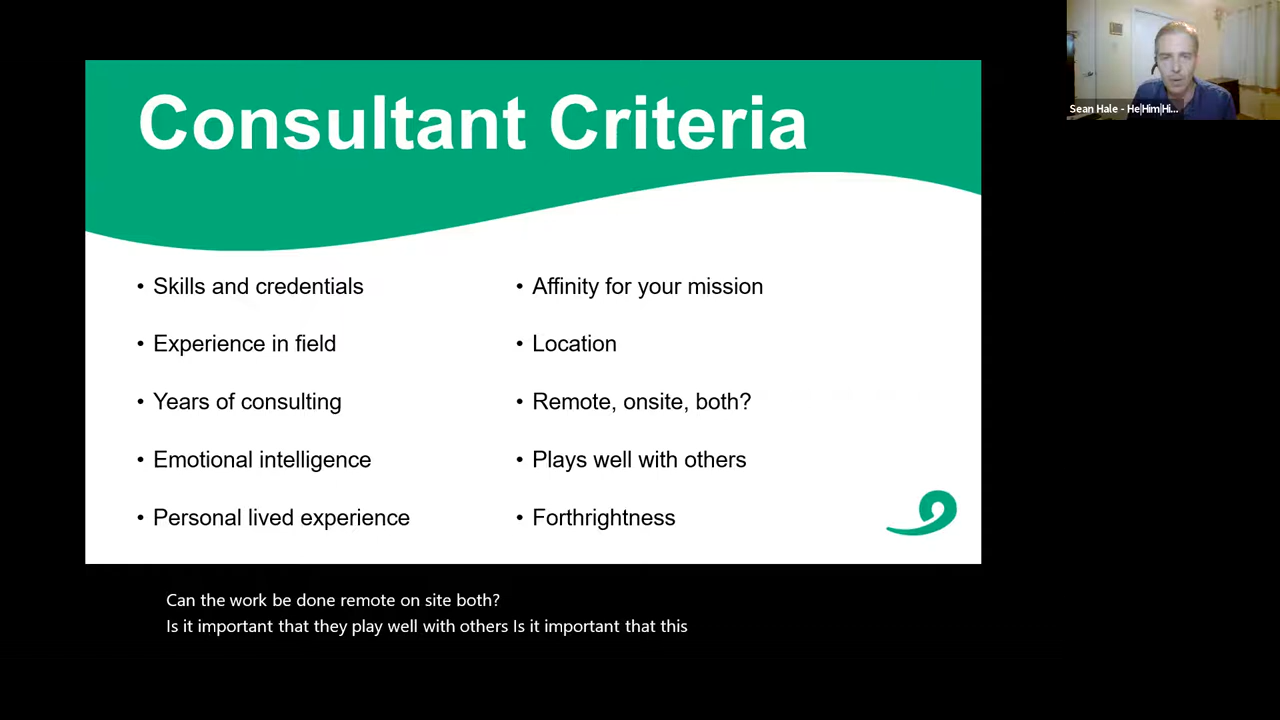 Consultant Criteria
• Skills and credentials
• Experience in field
• Years of consulting
• Emotional intelligence
• Personal lived experience
• Affinity for your mission
• Location
• Remote, onsite, both?
• Plays well with others
• Forthrightness
Sean Hale - He|Him|Hi...
Can the work be done remote on site both?
Is it important that they play well with others Is it important that this